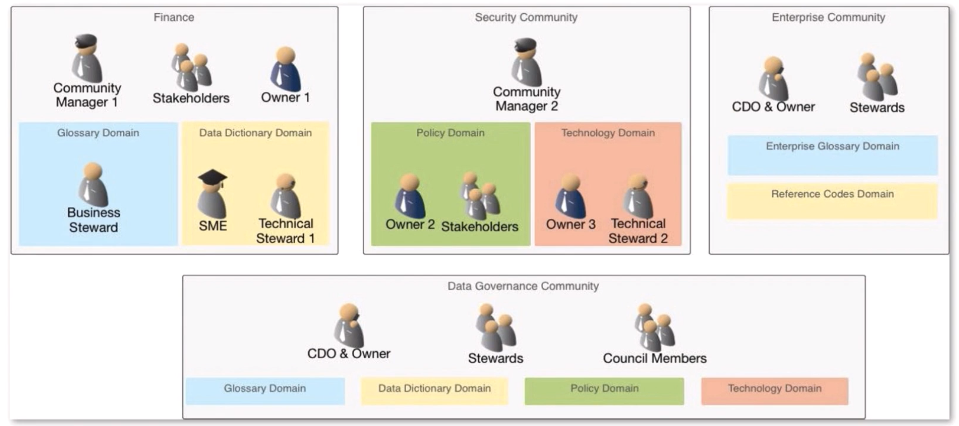 Finance
Community
Manager 1
Stakeholders
Owner 1
Glossary Domain
Business
Steward
Data Dictionary Domain
SME
Technical
Steward 1
Security Community
Community
Manager 2
Policy Domain
Owner 2
Stakeholders
Technology Domain
Owner 3
Technical
Steward 2
Enterprise Community
CDO & Owner
Stewards
Enterprise Glossary Domain
Reference Codes Domain
Data Governance Community
CDO & Owner
Stewards
Council Members
Glossary Domain
Data Dictionary Domain
Policy Domain
Technology Domain